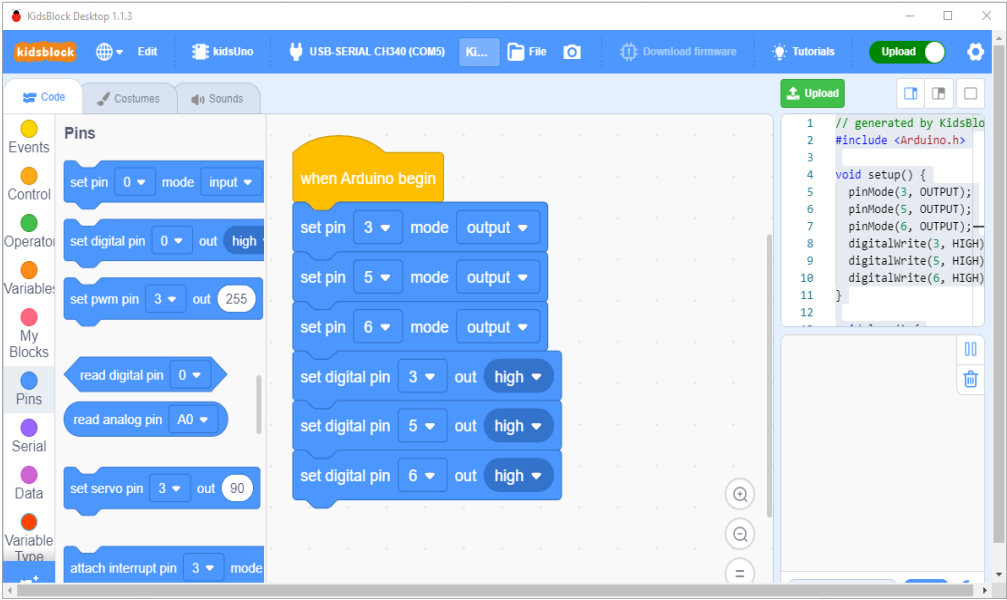 KidsBlock Desktop 1.1.3
kidsblock Edit kidsUno USB-SERIAL CH340 (COM5) Ki... File Download firmware Tutorials Upload
Code Costumes Sounds
Upload
Events
Control
Operator
Variables
My
Blocks
Pins
Serial
Data
Variable
Type
Pins
set pin 0 mode input
set digital pin 0 out high
set pwm pin 3 out 255
read digital pin 0
read analog pin A0
set servo pin 3 out 90
attach interrupt pin 3 mode
when Arduino begin
set pin 3 mode output
set pin 5 mode output
set pin 6 mode output
set digital pin 3 out high
set digital pin 5 out high
set digital pin 6 out high
1 // generated by KidsBlo
2 #include <Arduino.h>
3
4 void setup() {
5 pinMode(3, OUTPUT);
6 pinMode(5, OUTPUT);
7 pinMode(6, OUTPUT);
8 digitalWrite(3, HIGH)
9 digitalWrite(5, HIGH)
10 digitalWrite(6, HIGH)
11 }
12